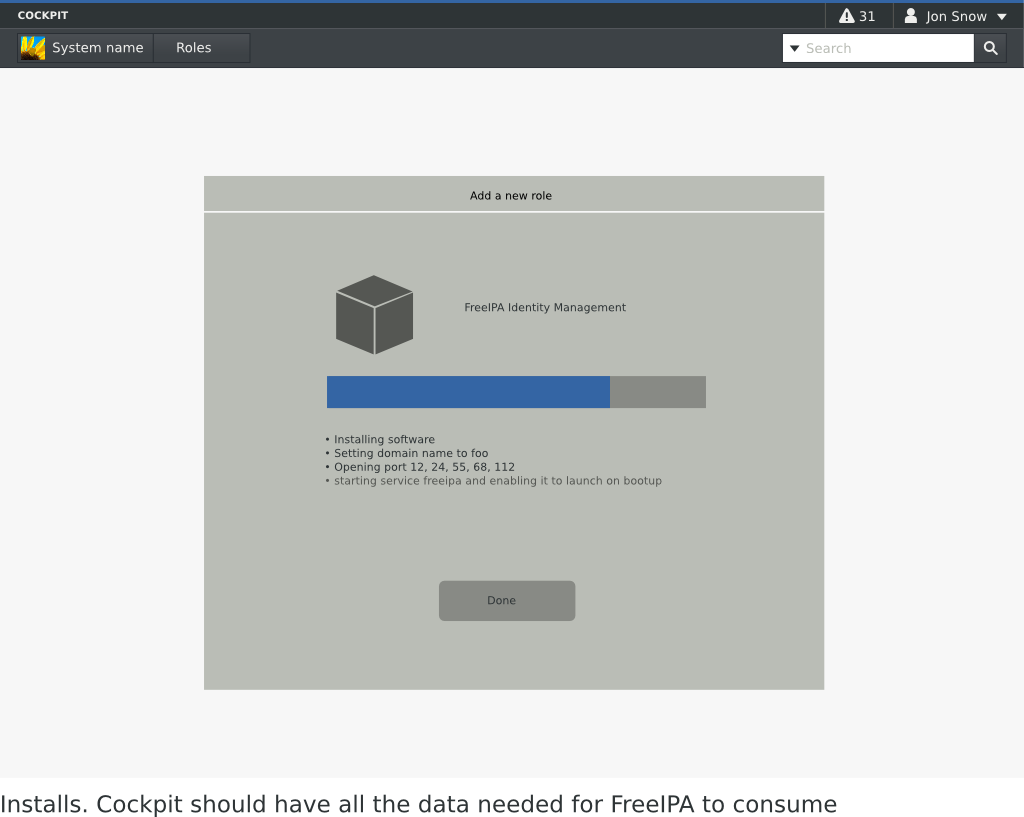 COCKPIT
31
Jon Snow
System name
Roles
Search
Add a new role
FreeIPA Identity Management
• Installing software
• Setting domain name to foo
• Opening port 12, 24, 55, 68, 112
• starting service freeipa and enabling it to launch on bootup
Done
Installs. Cockpit should have all the data needed for FreeIPA to consume